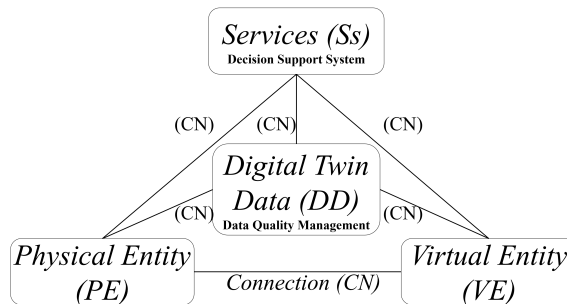 Services (Ss)
Decision Support System
(CN)
(CN)
(CN)
Digital Twin
Data (DD)
Data Quality Management
(CN)
(CN)
Physical Entity
(PE)
Connection (CN)
Virtual Entity
(VE)